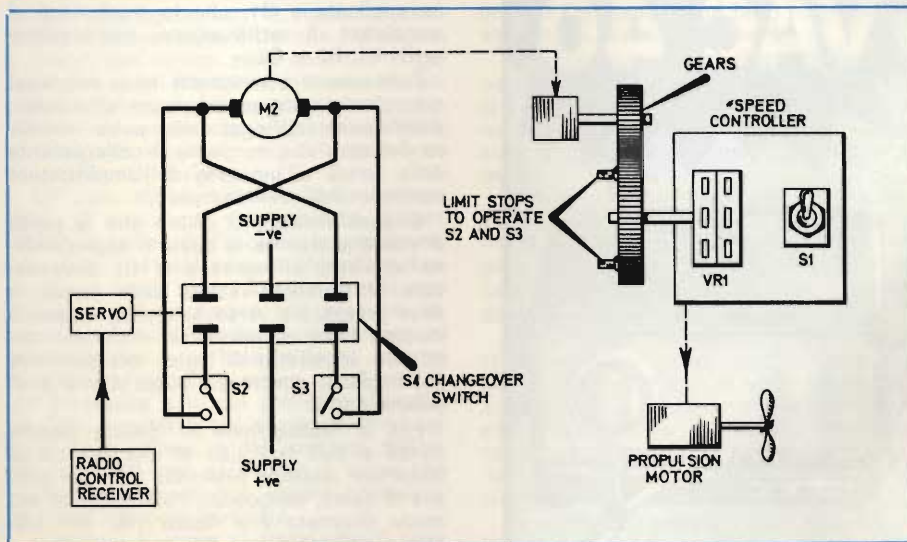 M2
GEARS
SPEED
CONTROLLER
LIMIT STOPS
TO OPERATE
S2 AND S3
VR1
S1
SUPPLY
-ve
SERVO
S2
S3
S4 CHANGEOVER
SWITCH
RADIO
CONTROL
RECEIVER
SUPPLY
+ve
PROPULSION
MOTOR